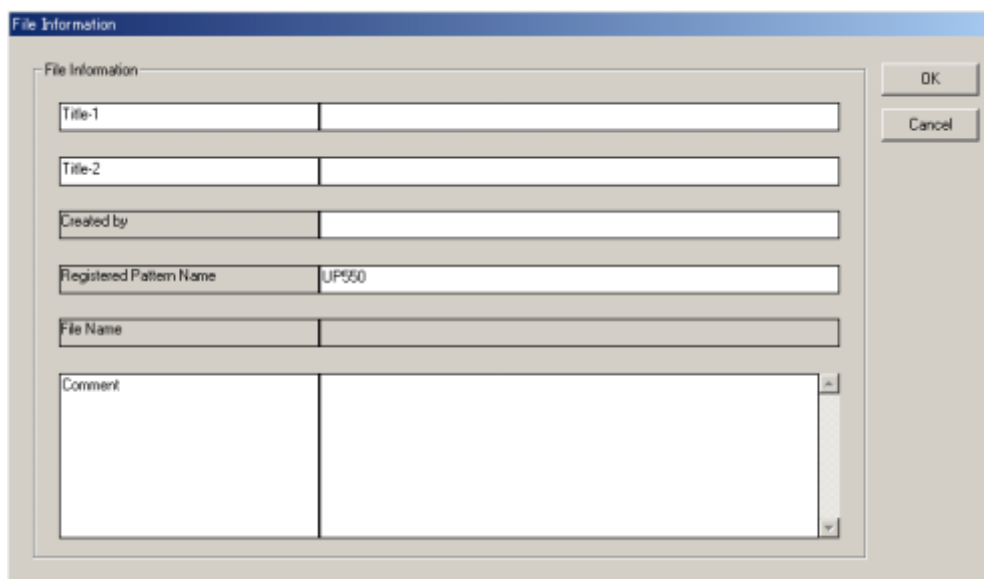 File Information
File Information
OK
Title-1
Cancel
Title-2
Created by
Registered Pattern Name UP550
File Name
Comment